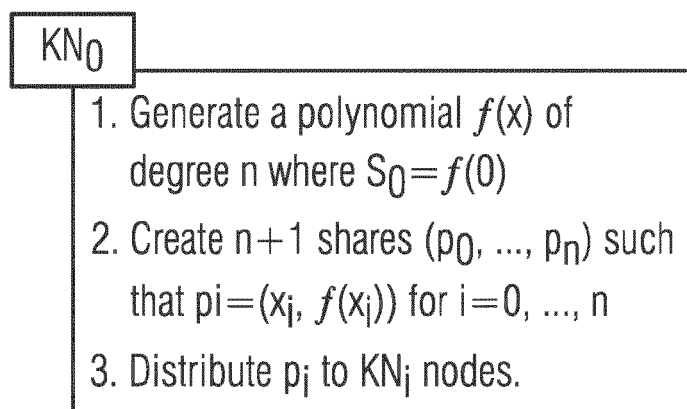 KN0
1. Generate a polynomial f(x) of
degree n where S0=f(0)
2. Create n+1 shares (p0, ..., pn) such
that pi=(xi, f(xi)) for i=0, ..., n
3. Distribute pi to KNi nodes.